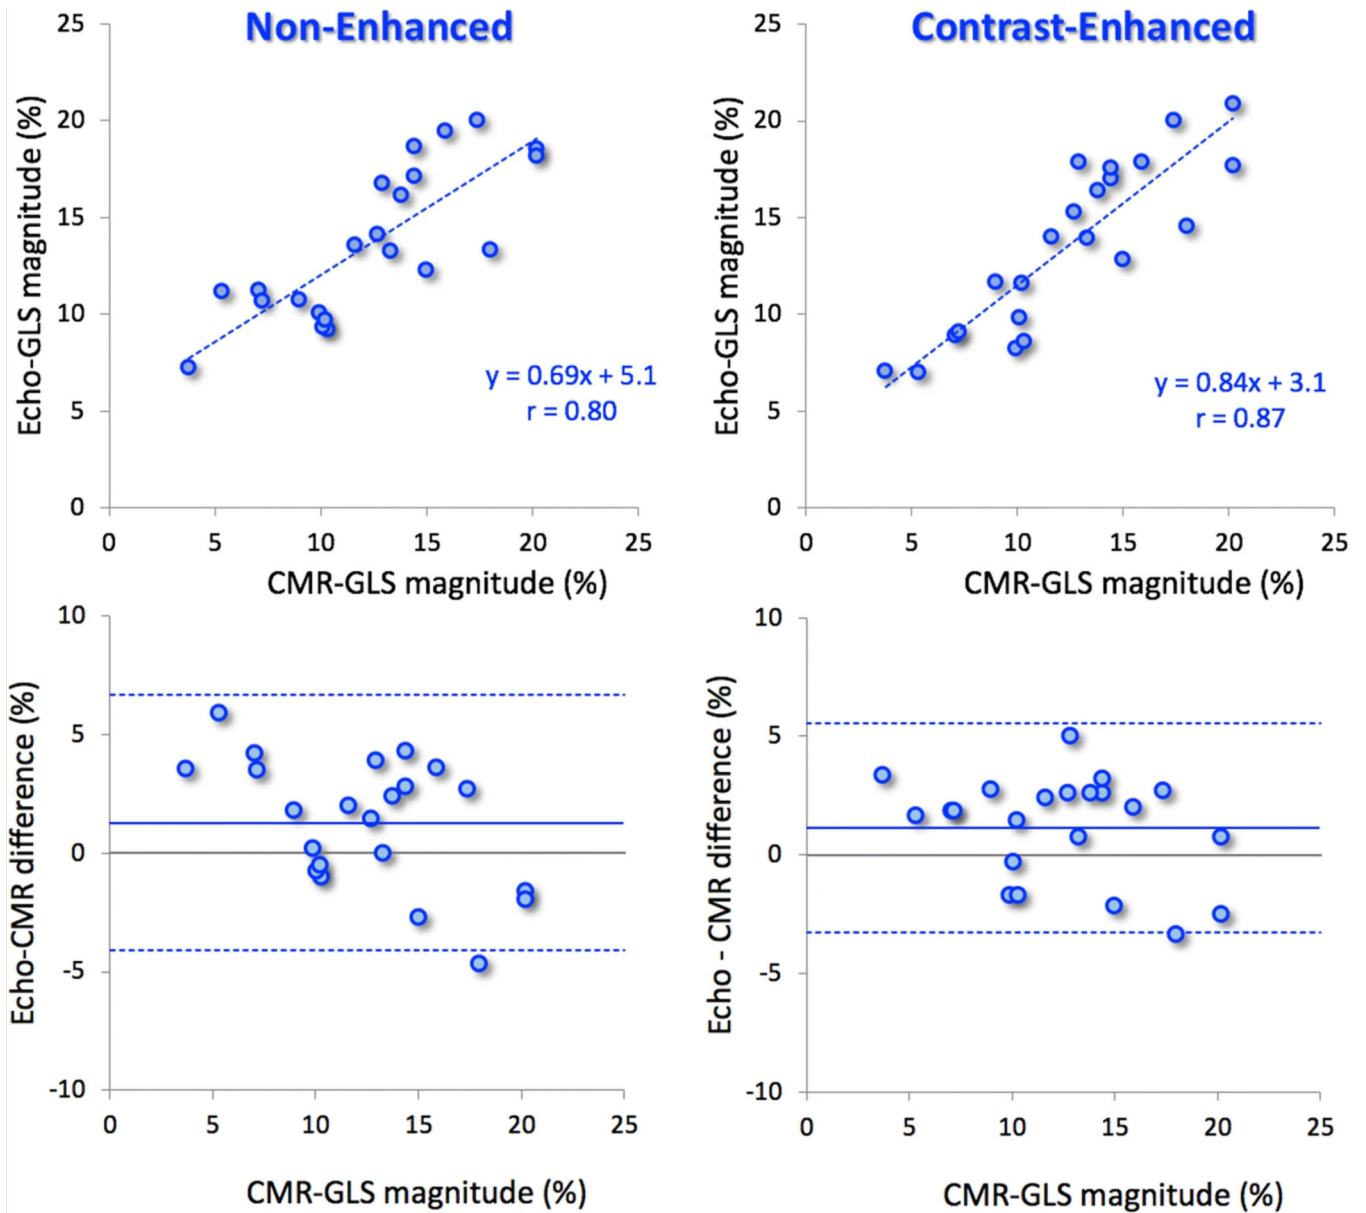 Non-Enhanced
25
20
15
10
5
0
0 5 10 15 20 25
Echo-GLS magnitude (%)
CMR-GLS magnitude (%)
y = 0.69x + 5.1
r = 0.80
Contrast-Enhanced
25
20
15
10
5
0
0 5 10 15 20 25
Echo-GLS magnitude (%)
CMR-GLS magnitude (%)
y = 0.84x + 3.1
r = 0.87
10
5
0
-5
-10
0 5 10 15 20 25
Echo-CMR difference (%)
CMR-GLS magnitude (%)
10
5
0
-5
-10
0 5 10 15 20 25
Echo - CMR difference (%)
CMR-GLS magnitude (%)